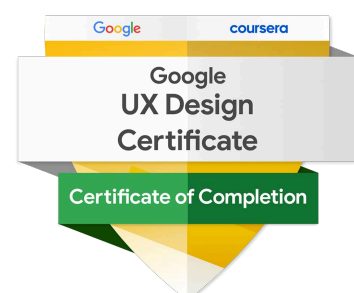 Google coursera
Google
UX Design
Certificate
Certificate of Completion